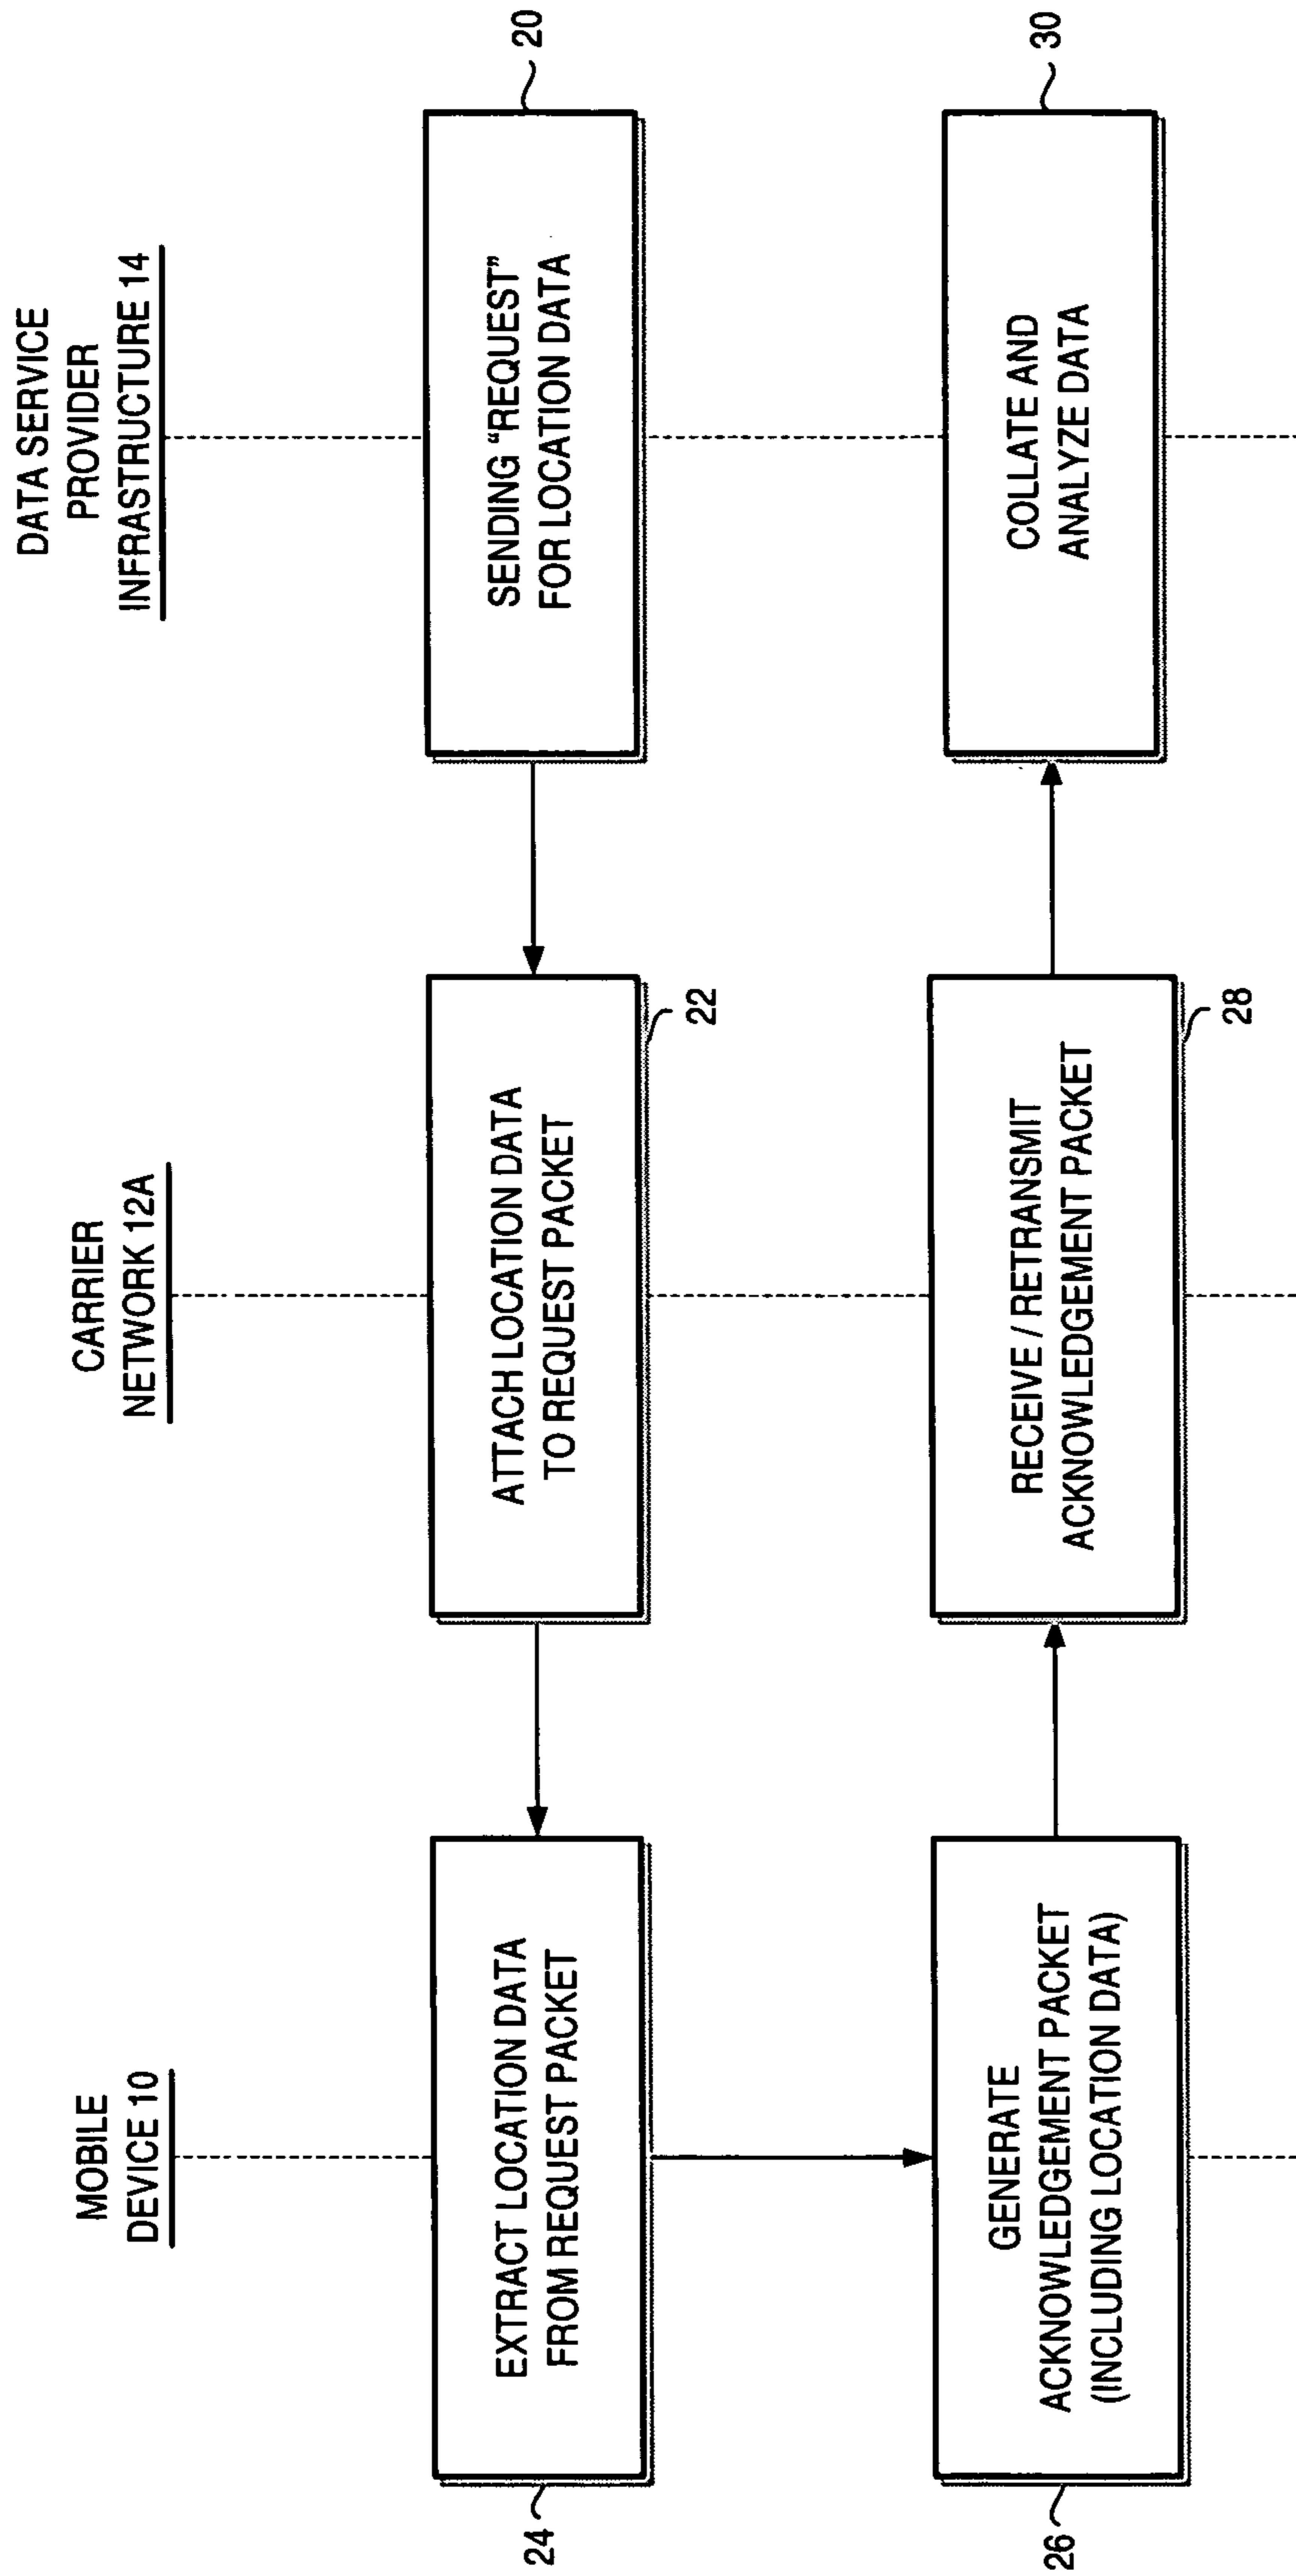 MOBILE
DEVICE 10
CARRIER
NETWORK 12A
DATA SERVICE
PROVIDER
INFRASTRUCTURE 14
24
EXTRACT LOCATION DATA
FROM REQUEST PACKET
ATTACH LOCATION DATA
TO REQUEST PACKET
22
SENDING “REQUEST”
FOR LOCATION DATA
20
26
GENERATE
ACKNOWLEDGEMENT PACKET
(INCLUDING LOCATION DATA)
RECEIVE / RETRANSMIT
ACKNOWLEDGEMENT PACKET
28
COLLATE AND
ANALYZE DATA
30